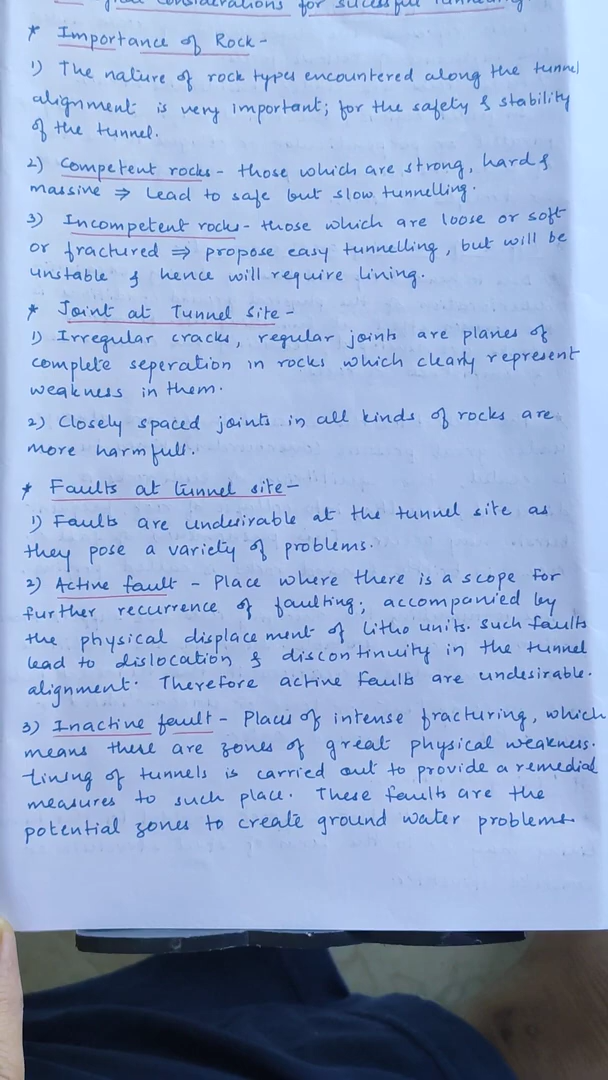 considerations for sucessful Tunnelling.
* Importance of Rock -
1) The nature of rock types encountered along the tunnel
alignment is very important; for the safety & stability
of the tunnel.
2) Competent rocks - those which are strong, hard &
massive ⇒ Lead to safe but slow tunnelling.
3) Incompetent rocks - those which are loose or soft
or fractured ⇒ propose easy tunnelling, but will be
unstable & hence will require lining.
* Joint at Tunnel Site -
1) Irregular cracks, regular joints are planes of
complete seperation in rocks which clearly represent
weakness in them.
2) Closely spaced joints in all kinds of rocks are
more harmfull.
* Faults at tunnel site -
1) Faults are undesirable at the tunnel site as
they pose a variety of problems.
2) Active fault - Place where there is a scope for
further recurrence of faulting; accompanied by
the physical displacement of litho units. Such faults
lead to dislocation & discontinuity in the tunnel
alignment. Therefore active faults are undesirable.
3) Inactive fault - Places of intense fracturing, which
means there are zones of great physical weakness.
Lining of tunnels is carried out to provide a remedial
measures to such place. These faults are the
potential zones to create ground water problems